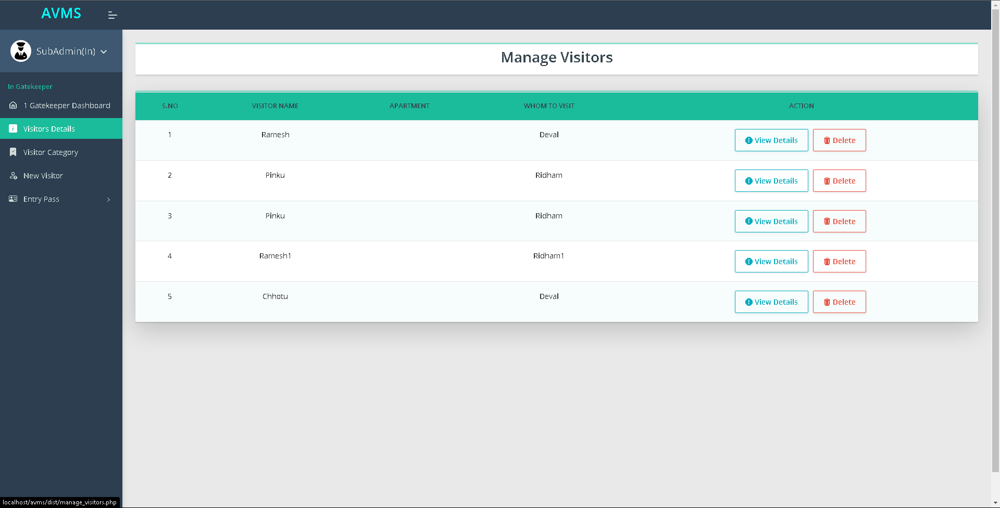 AVMS
SubAdmin(In)
In Gatekeeper
1 Gatekeeper Dashboard
Visitors Details
Visitor Category
New Visitor
Entry Pass
Manage Visitors
S.NO VISITOR NAME APARTMENT WHOM TO VISIT ACTION
1 Ramesh Deval View Details Delete
2 Pinku Ridham View Details Delete
3 Pinku Ridham View Details Delete
4 Ramesh1 Ridham1 View Details Delete
5 Chhotu Deval View Details Delete
localhost/avms/dist/manage_visitors.php